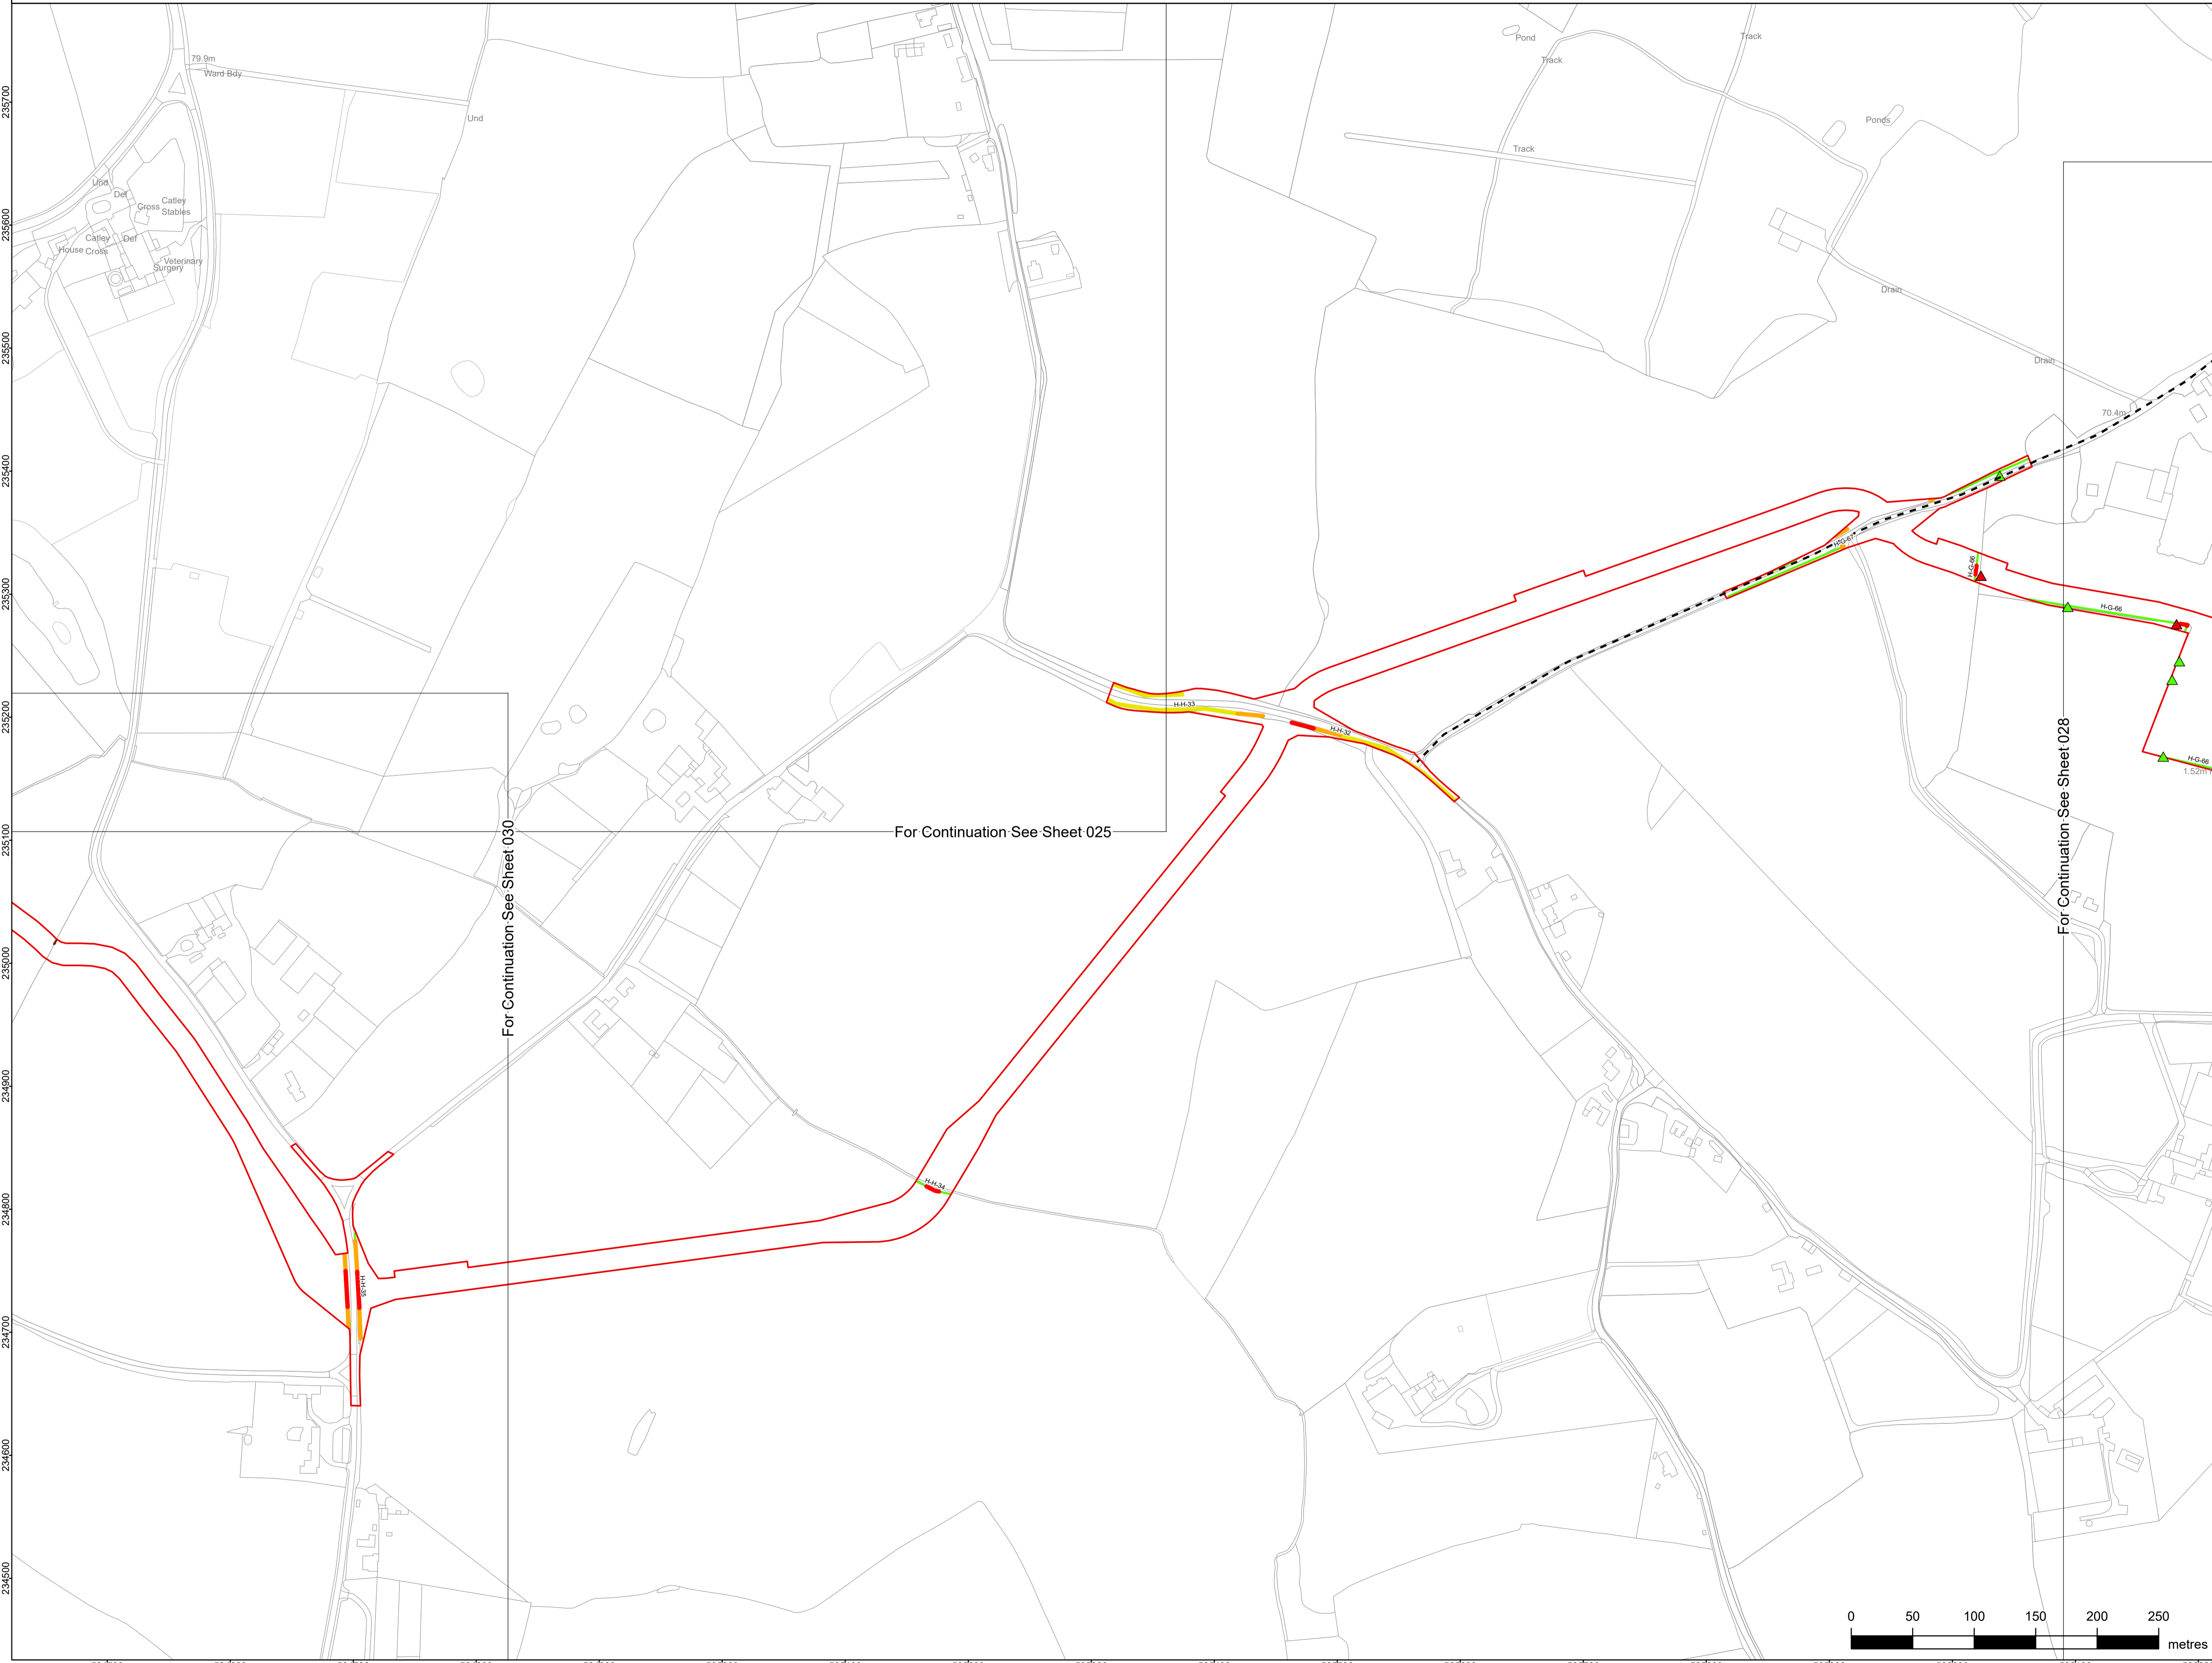 79.9m
Ward Bdy
Und
Pond
Track
Track
Track
Ponds
Drain
Drain
70.4m
Und
Def
Cross
Catley
Stables
Catley
House
Cross
Def
Veterinary
Surgery
235700
235600
235500
235400
235300
235200
235100
235000
234900
234800
234700
234600
234500
H-G-66
H-G-66
H-G-66
1.52m
H-H-33
H-H-32
H-H-34
H-H-35
For Continuation See Sheet 025
For Continuation See Sheet 030
For Continuation See Sheet 028
0 50 100 150 200 250
metres